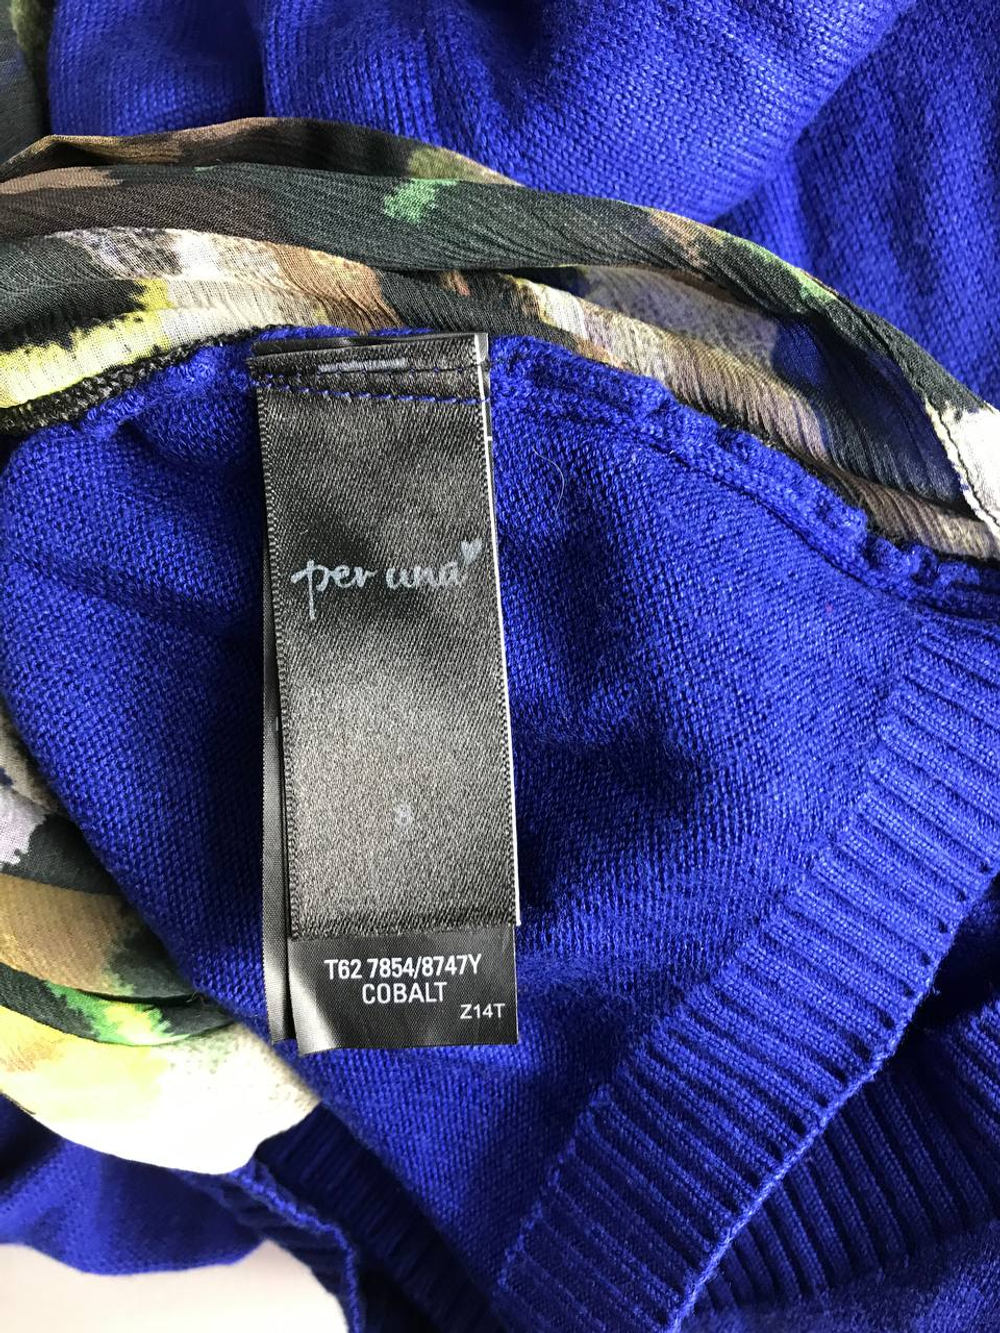 per una
8
T62 7854/8747Y
COBALT
Z14T